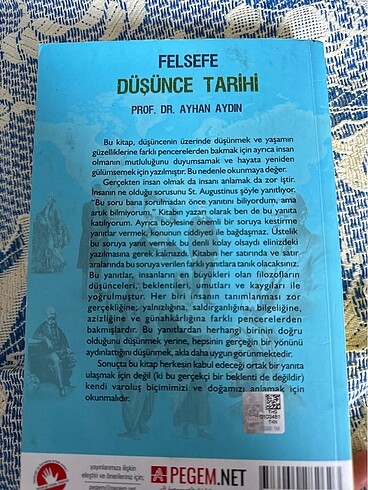 FELSEFE
DÜŞÜNCE TARİHİ
PROF. DR. AYHAN AYDIN
Bu kitap, düşüncenin üzerinde düşünmek ve yaşamın
güzelliklerine farklı pencerelerden bakmak için ayrıca insan
olmanın mutluluğunu duyumsamak ve hayata yeniden
gülümsemek için yazılmıştır. Bu nedenle okunmaya değer.
Gerçekten insan olmak da insanı anlamak da zor iştir.
İnsanın ne olduğu sorusunu St. Augustinus şöyle yanıtlıyor.
"Bu soru bana sorulmadan önce yanıtını biliyordum, ama
artık bilmiyorum." Kitabın yazarı olarak ben de bu yanıta
katılıyorum. Ayrıca böylesine önemli bir soruya kestirme
yanıtlar vermek, konunun ciddiyeti ile bağdaşmaz. Üstelik
bu soruya yanıt vermek bu denli kolay olsaydı elinizdeki
yazılmasına gerek kalmazdı. Kitabın her satırında ve satır
aralarında bu soruya verilen farklı yanıtlara tanık olacaksınız.
Bu yanıtlar, insanların en büyükleri olan filozofların
düşünceleri, beklentileri, umutları ve kaygıları ile
yoğrulmuştur. Her biri insanın tanımlanması zor
gerçekliğine; yalnızlığına, saldırganlığına, bilgeliğine,
azizliğine ve günahkârlığına farklı pencerelerden
bakmışlardır. Bu yanıtlardan herhangi birinin doğru
olduğunu düşünmek yerine, hepsinin gerçeğin bir yönünü
aydınlattığını düşünmek, akla daha uygun görünmektedir.
Sonuçta bu kitap herkesin kabul edeceği ortak bir yanıta
ulaşmak için değil (ki bu gerçekçi bir beklenti de değildir)
kendi varoluş biçimimizi ve doğamızı anlamak için
okunmalıdır.
yayınlarımıza ilişkin
eleştiri ve önerileriniz için;
PEGEM.NET